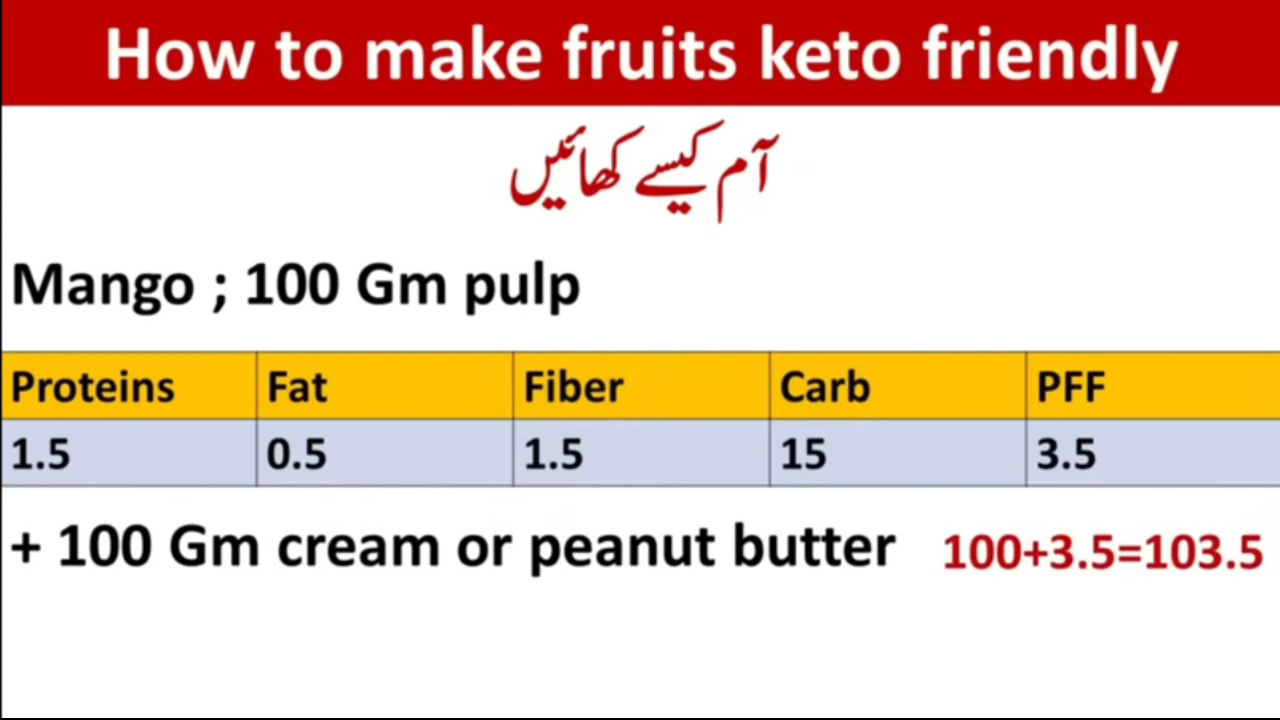 How to make fruits keto friendly
آم کیسے کھائیں
Mango ; 100 Gm pulp
Proteins Fat Fiber Carb PFF
1.5 0.5 1.5 15 3.5
+ 100 Gm cream or peanut butter 100+3.5=103.5